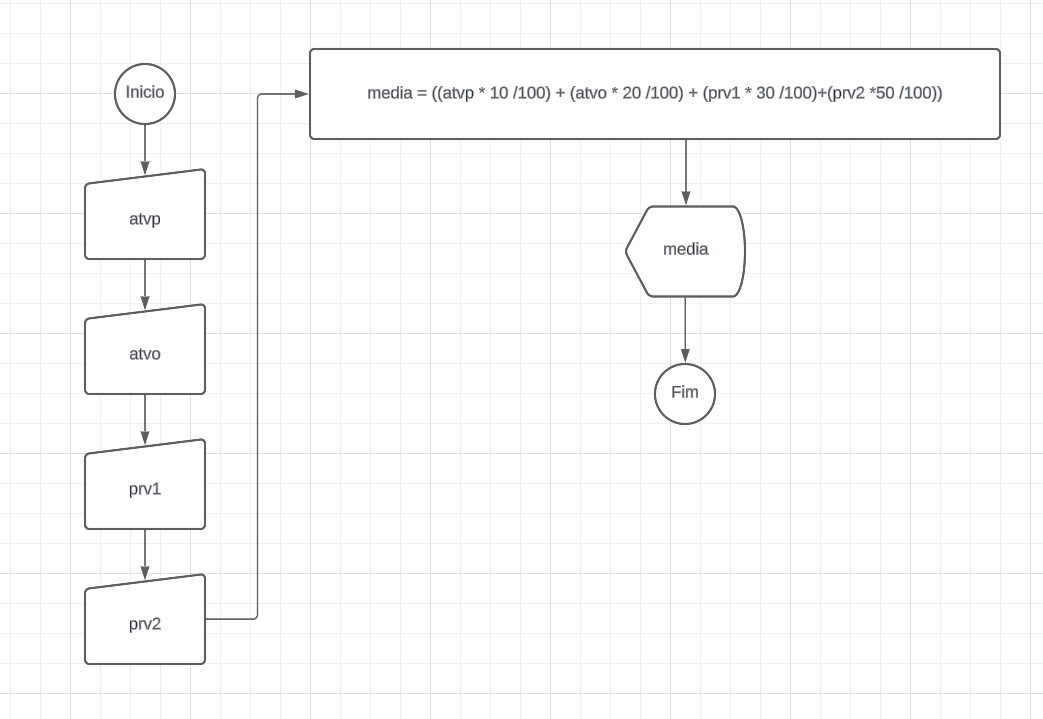 Inicio
atvp
atvo
prv1
prv2
media = ((atvp * 10 /100) + (atvo * 20 /100) + (prv1 * 30 /100)+(prv2 *50 /100))
media
Fim